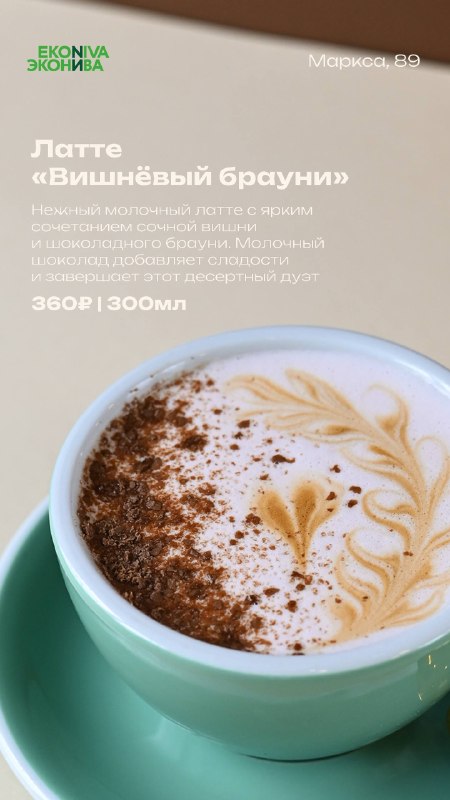 EKONIVA
ЭКОНИВА
Маркса, 89
Латте
«Вишнёвый брауни»
Нежный молочный латте с ярким
сочетанием сочной вишни
и шоколадного брауни. Молочный
шоколад добавляет сладости
и завершает этот десертный дуэт
360₽ | 300мл